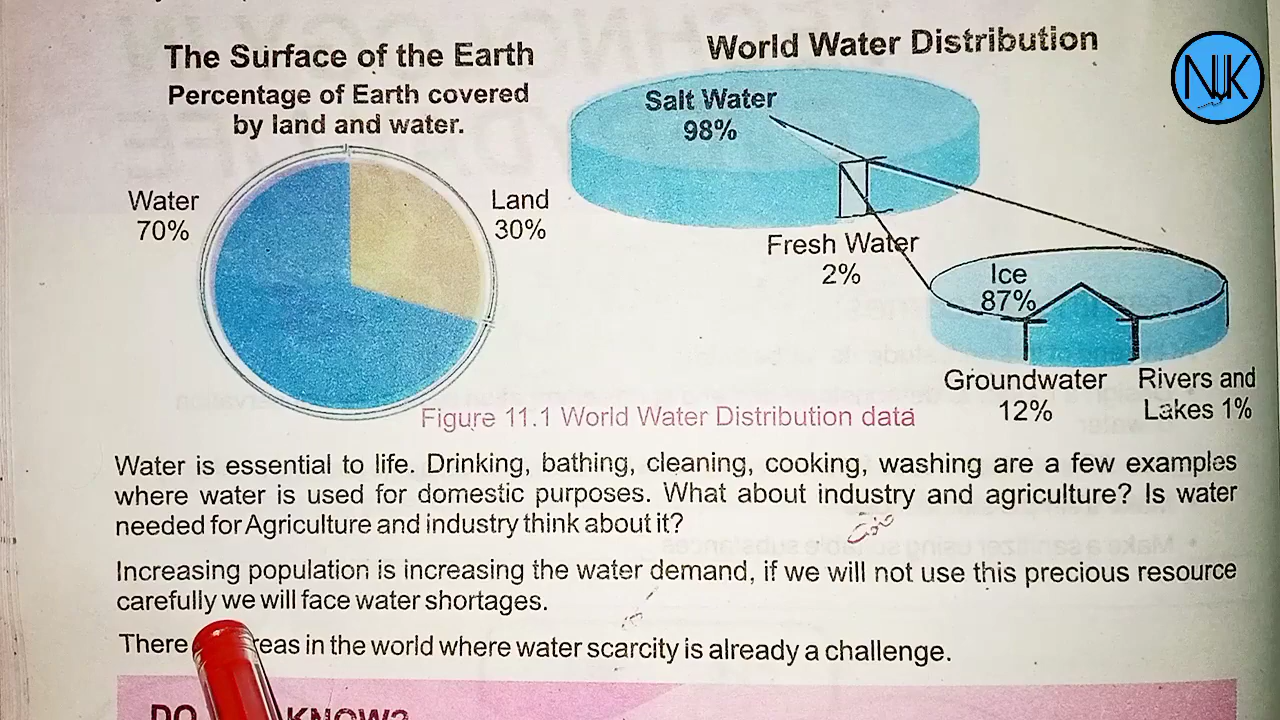 The Surface of the Earth
Percentage of Earth covered
by land and water.
Water
70%
Land
30%
World Water Distribution
Salt Water
98%
Fresh Water
2%
Ice
87%
Groundwater
12%
Rivers and
Lakes 1%
NJK
Figure 11.1 World Water Distribution data
Water is essential to life. Drinking, bathing, cleaning, cooking, washing are a few examples
where water is used for domestic purposes. What about industry and agriculture? Is water
needed for Agriculture and industry think about it?
Increasing population is increasing the water demand, if we will not use this precious resource
carefully we will face water shortages.
There in the world where water scarcity is already a challenge.
DO KNOW?